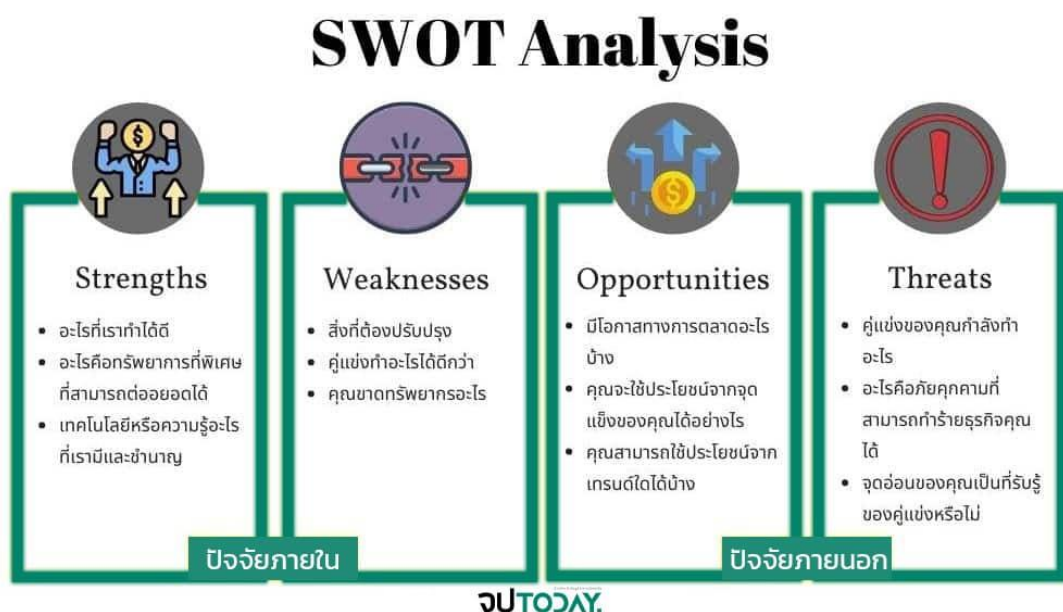 SWOT Analysis
Strengths
• อะไรที่เราทำได้ดี
• อะไรคือทรัพยาการที่พิเศษ
ที่สามารถต่อออยอดได้
• เทคโนโลยีหรือความรู้อะไร
ที่เรามีและชำนาญ
Weaknesses
• สิ่งที่ต้องปรับปรุง
• คู่แข่งทำอะไรได้ดีกว่า
• คุณขาดทรัพยากรอะไร
ปัจจัยภายใน
Opportunities
• มีโอกาสทางการตลาดอะไร
บ้าง
• คุณจะใช้ประโยชน์จากจุด
แข็งของคุณได้อย่างไร
• คุณสามารถใช้ประโยชน์จาก
เทรนด์ใดได้บ้าง
Threats
• คู่แข่งของคุณกำลังทำ
อะไร
• อะไรคือภัยคุกคามที่
สามารถทำร้ายธุรกิจคุณ
ได้
• จุดอ่อนของคุณเป็นที่รับรู้
ของคู่แข่งหรือไม่
ปัจจัยภายนอก
จปTODAY.